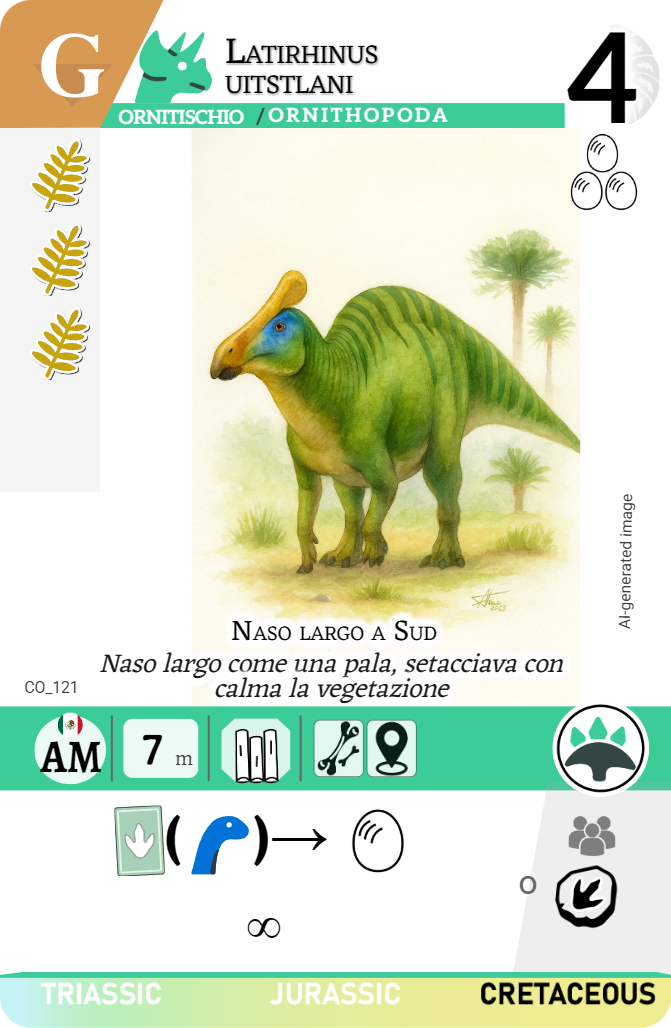 G
LATIRHINUS
UITSTLANI
4
ORNITISCHIO / ORNITHOPODA
AI-generated image
NASO LARGO A SUD
Naso largo come una pala, setacciava con
calma la vegetazione
CO_121
AM
7 m
( ) → 
O
∞
TRIASSIC JURASSIC CRETACEOUS